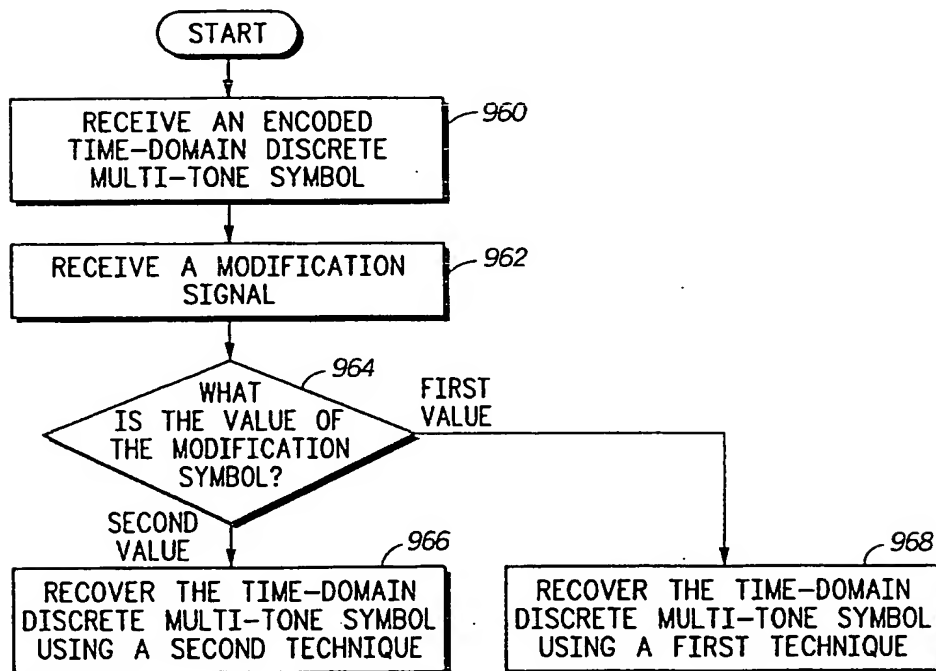 START
RECEIVE AN ENCODED
TIME-DOMAIN DISCRETE
MULTI-TONE SYMBOL
960
RECEIVE A MODIFICATION
SIGNAL
962
WHAT
IS THE VALUE OF
THE MODIFICATION
SYMBOL?
964
FIRST
VALUE
SECOND
VALUE
RECOVER THE TIME-DOMAIN
DISCRETE MULTI-TONE SYMBOL
USING A SECOND TECHNIQUE
966
RECOVER THE TIME-DOMAIN
DISCRETE MULTI-TONE SYMBOL
USING A FIRST TECHNIQUE
968